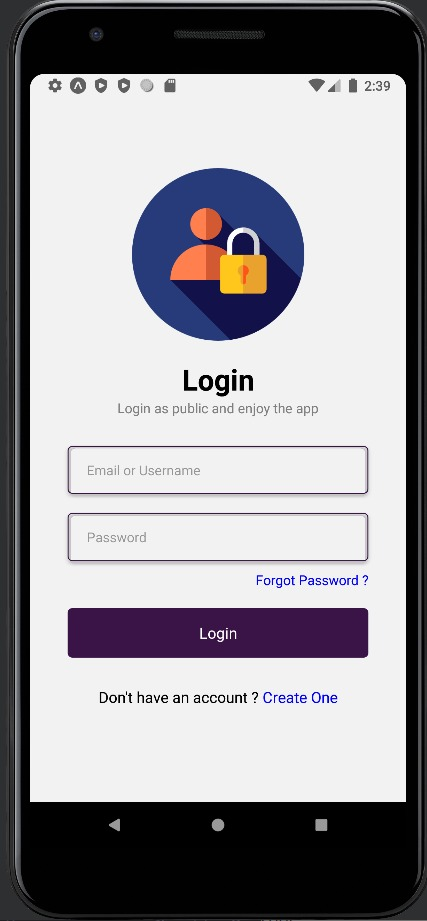 2:39
Login
Login as public and enjoy the app
Email or Username
Password
Forgot Password ?
Login
Don't have an account ? Create One